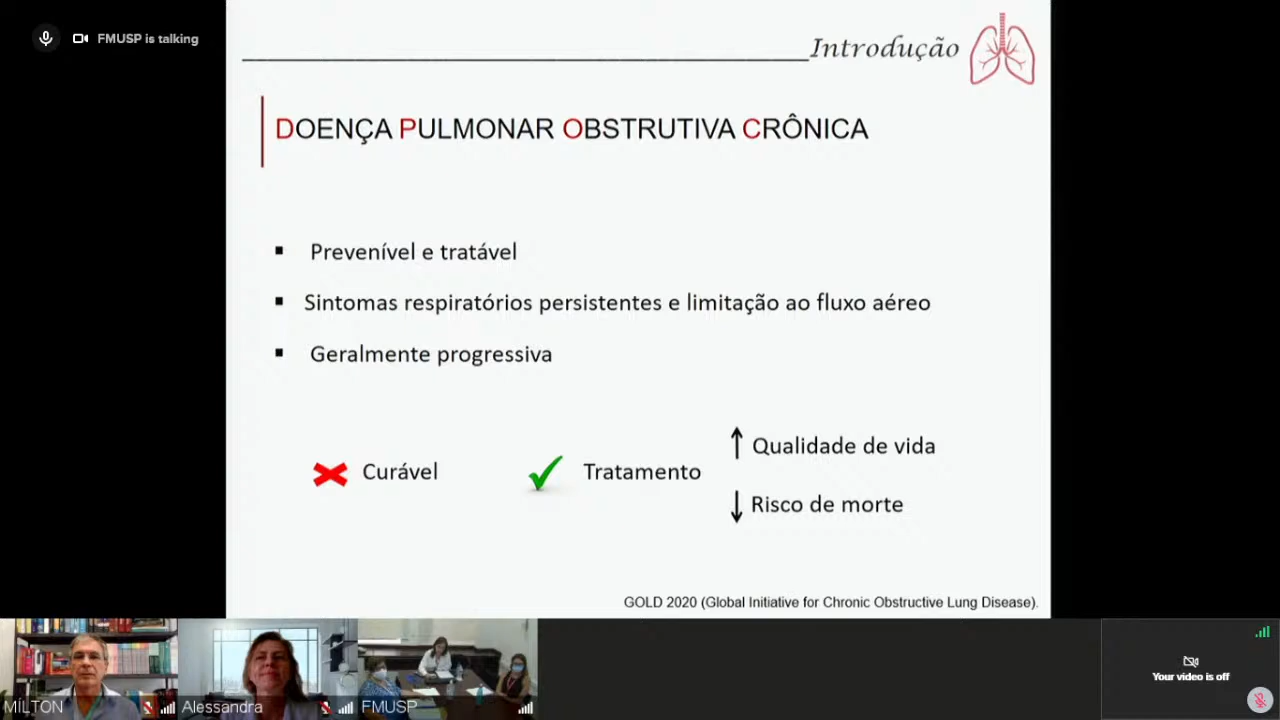 FMUSP is talking
Introdução
DOENÇA PULMONAR OBSTRUTIVA CRÔNICA
Prevenível e tratável
Sintomas respiratórios persistentes e limitação ao fluxo aéreo
Geralmente progressiva
Curável
Tratamento
Qualidade de vida
Risco de morte
GOLD 2020 (Global Initiative for Chronic Obstructive Lung Disease).
MILTON
Alessandra
FMUSP
Your video is off